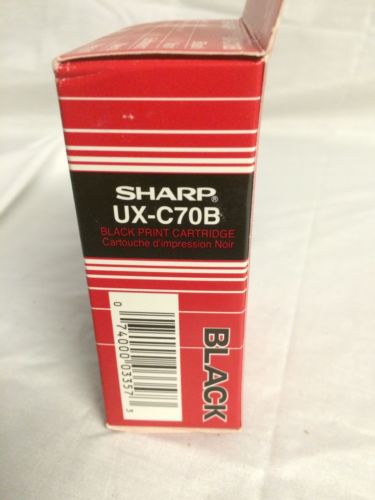 SHARP®
UX-C70B
BLACK PRINT CARTRIDGE
Cartouche d'impression Noir
BLACK
0 74000 03357 3